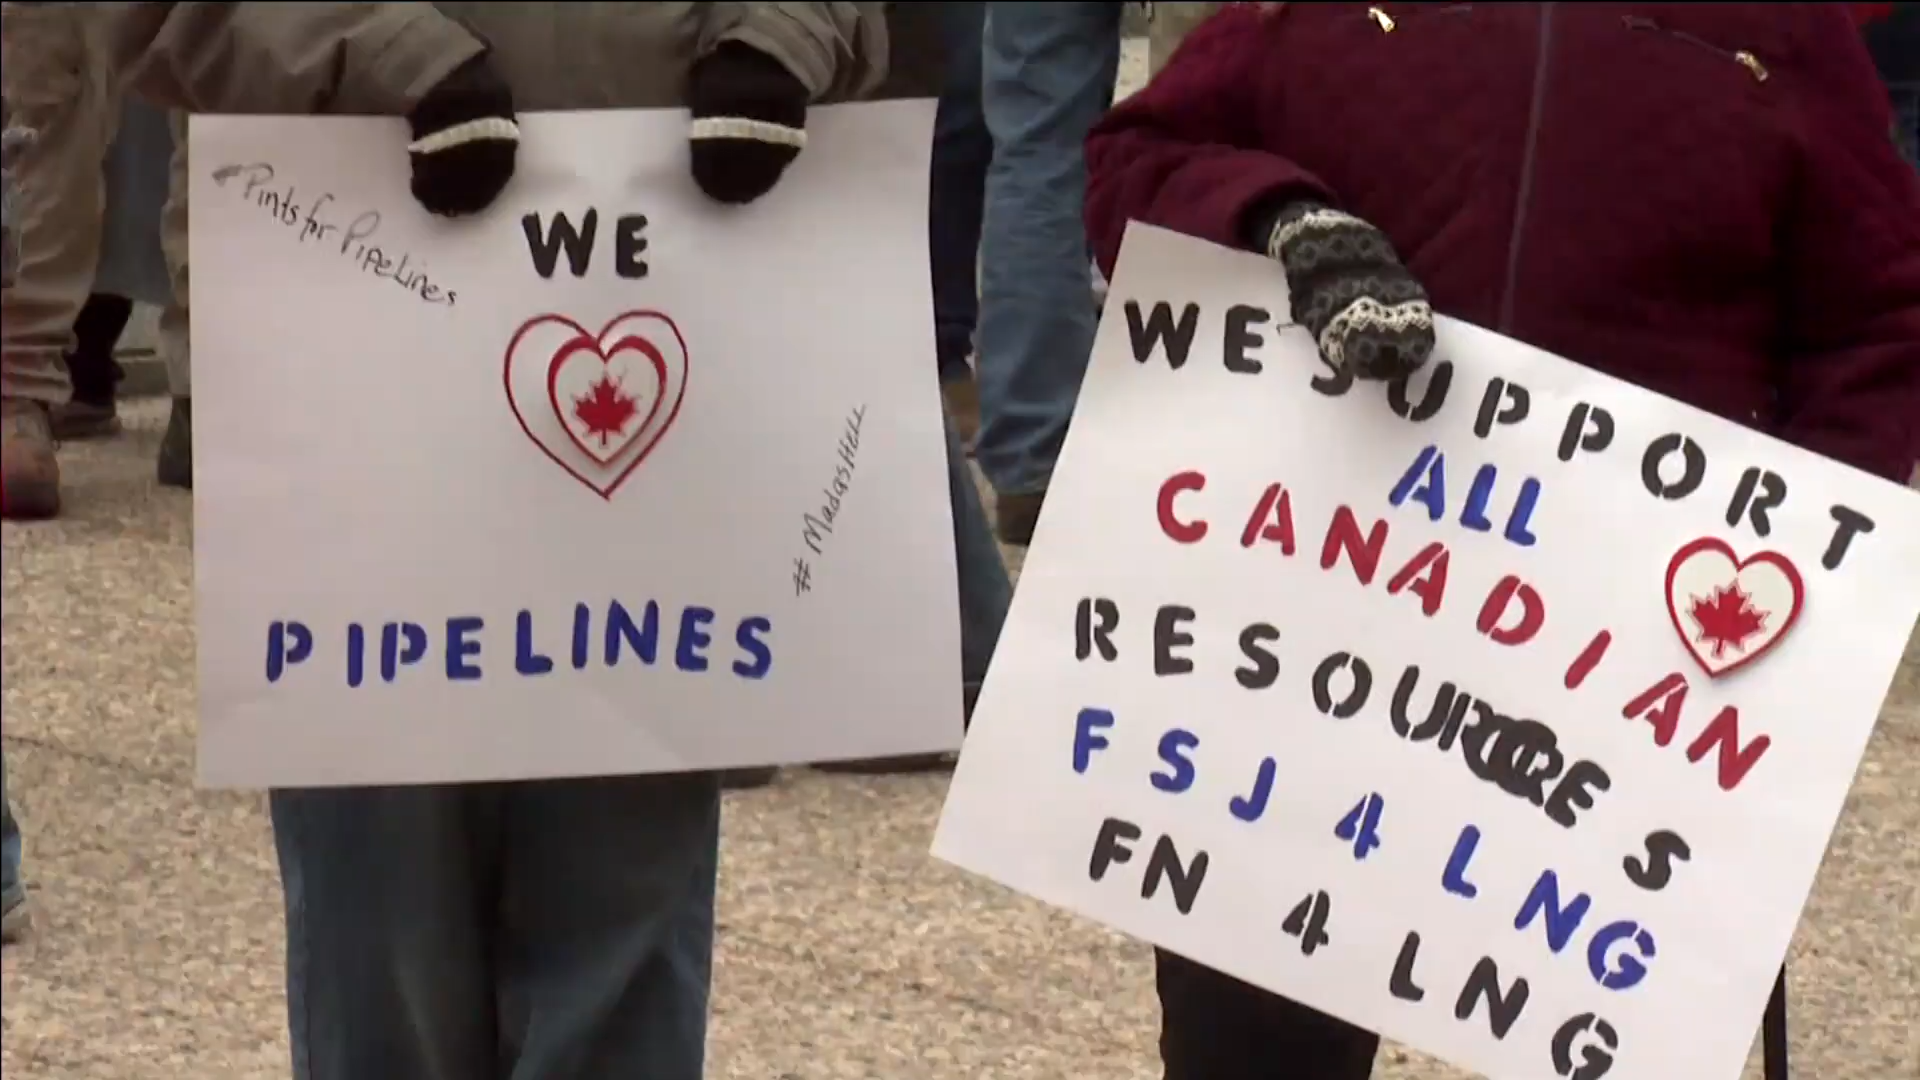 #Pints for Pipelines
WE
PIPELINES
#MadasHELL
WE SUPPORT
ALL
CANADIAN
RESOURCES
FSJ 4 LNG
FN 4 LNG